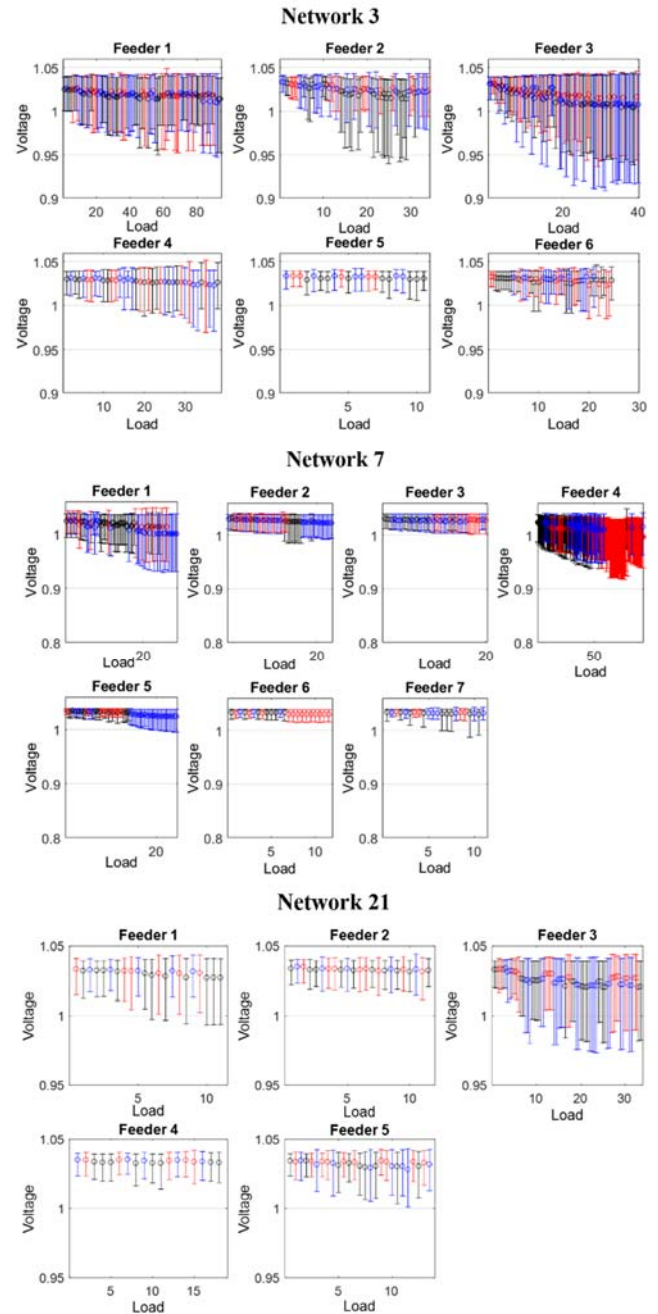 Network 3
Feeder 1 Feeder 2 Feeder 3
Voltage 1.05 1 0.95 0.9 20 40 60 80 Load
Voltage 1.05 1 0.95 0.9 10 20 30 Load
Voltage 1.05 1 0.95 0.9 20 40 Load
Feeder 4 Feeder 5 Feeder 6
Voltage 1.05 1 0.95 0.9 10 20 30 Load
Voltage 1.05 1 0.95 0.9 5 10 Load
Voltage 1.05 1 0.95 0.9 10 20 30 Load
Network 7
Feeder 1 Feeder 2 Feeder 3 Feeder 4
Voltage 1 0.9 0.8 20 Load
Voltage 1 0.9 0.8 20 Load
Voltage 1 0.9 0.8 20 Load
Voltage 1 0.9 0.8 50 Load
Feeder 5 Feeder 6 Feeder 7
Voltage 1 0.9 0.8 20 Load
Voltage 1 0.9 0.8 5 10 Load
Voltage 1 0.9 0.8 5 10 Load
Network 21
Feeder 1 Feeder 2 Feeder 3
Voltage 1.05 1 0.95 5 10 Load
Voltage 1.05 1 0.95 5 10 Load
Voltage 1.05 1 0.95 10 20 30 Load
Feeder 4 Feeder 5
Voltage 1.05 1 0.95 5 10 15 Load
Voltage 1.05 1 0.95 5 10 Load